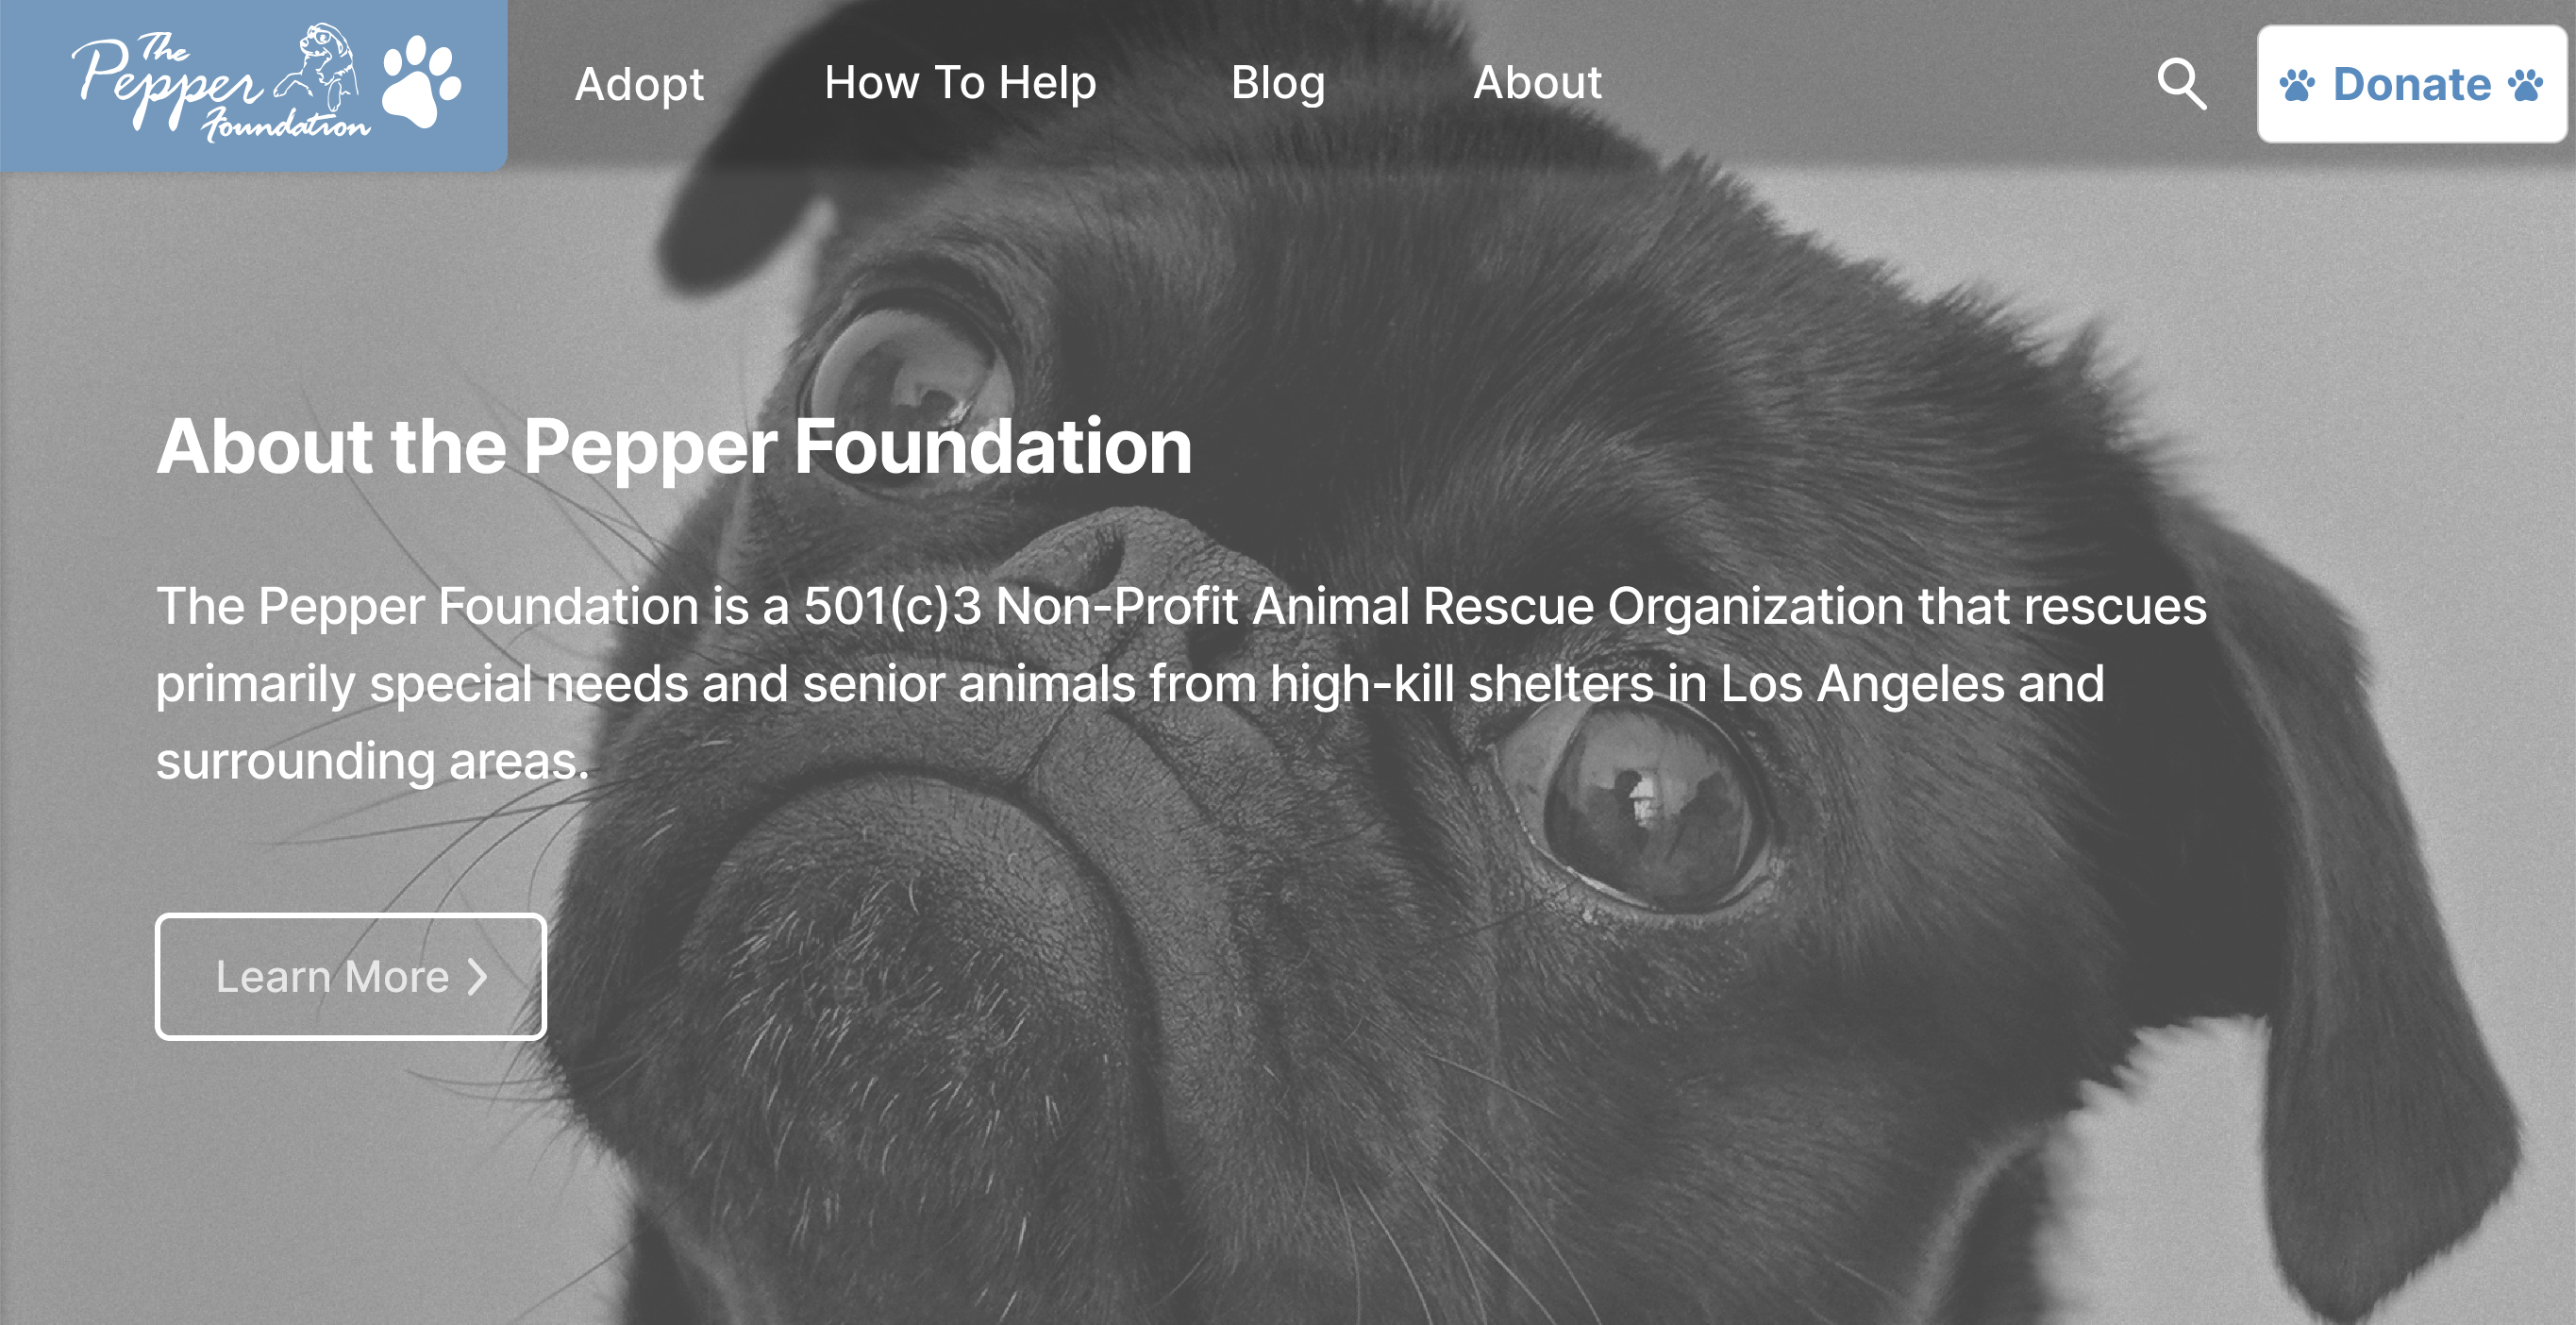 The
Pepper
Foundation
Adopt
How To Help
Blog
About
Donate
About the Pepper Foundation
The Pepper Foundation is a 501(c)3 Non-Profit Animal Rescue Organization that rescues
primarily special needs and senior animals from high-kill shelters in Los Angeles and
surrounding areas.
Learn More